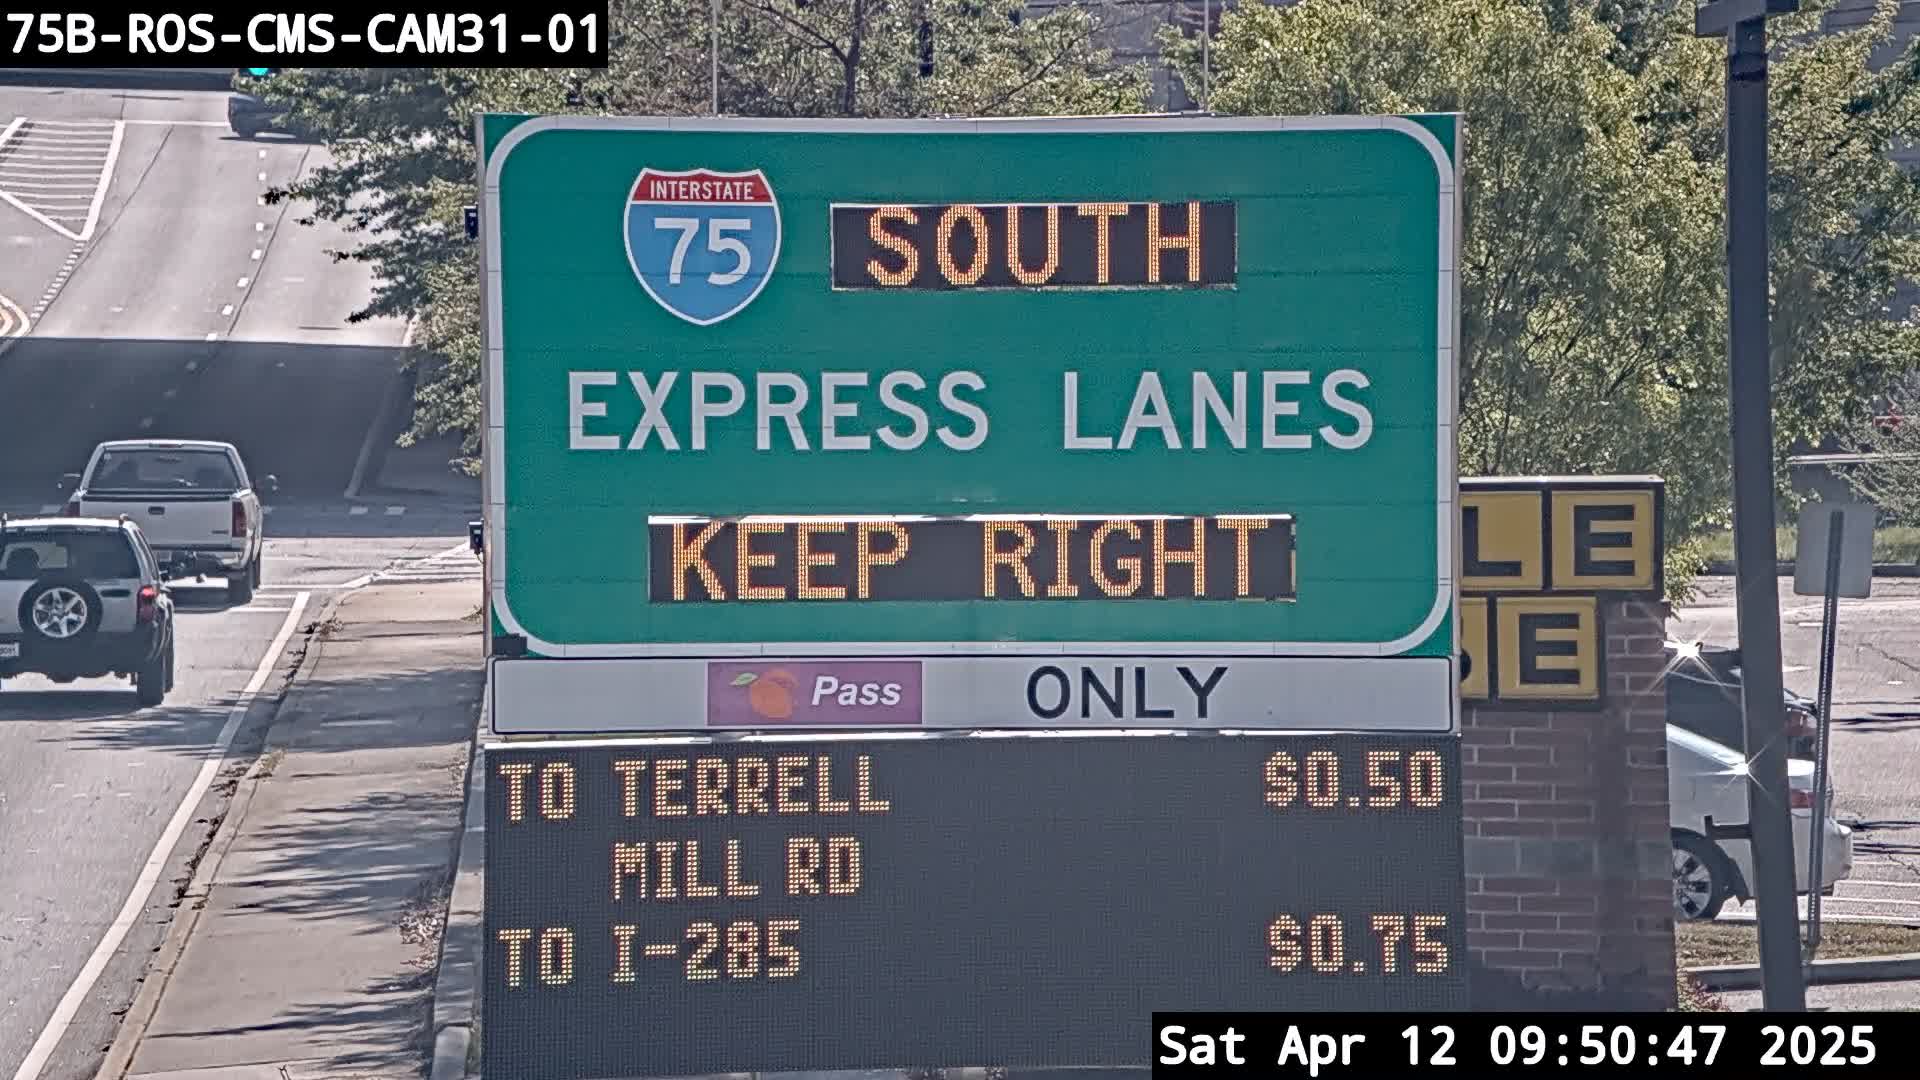 75B-ROS-CMS-CAM31-01
INTERSTATE
75
SOUTH
EXPRESS LANES
KEEP RIGHT
Pass ONLY
TO TERRELL $0.50
MILL RD
TO I-285 $0.75
LE
E
Sat Apr 12 09:50:47 2025